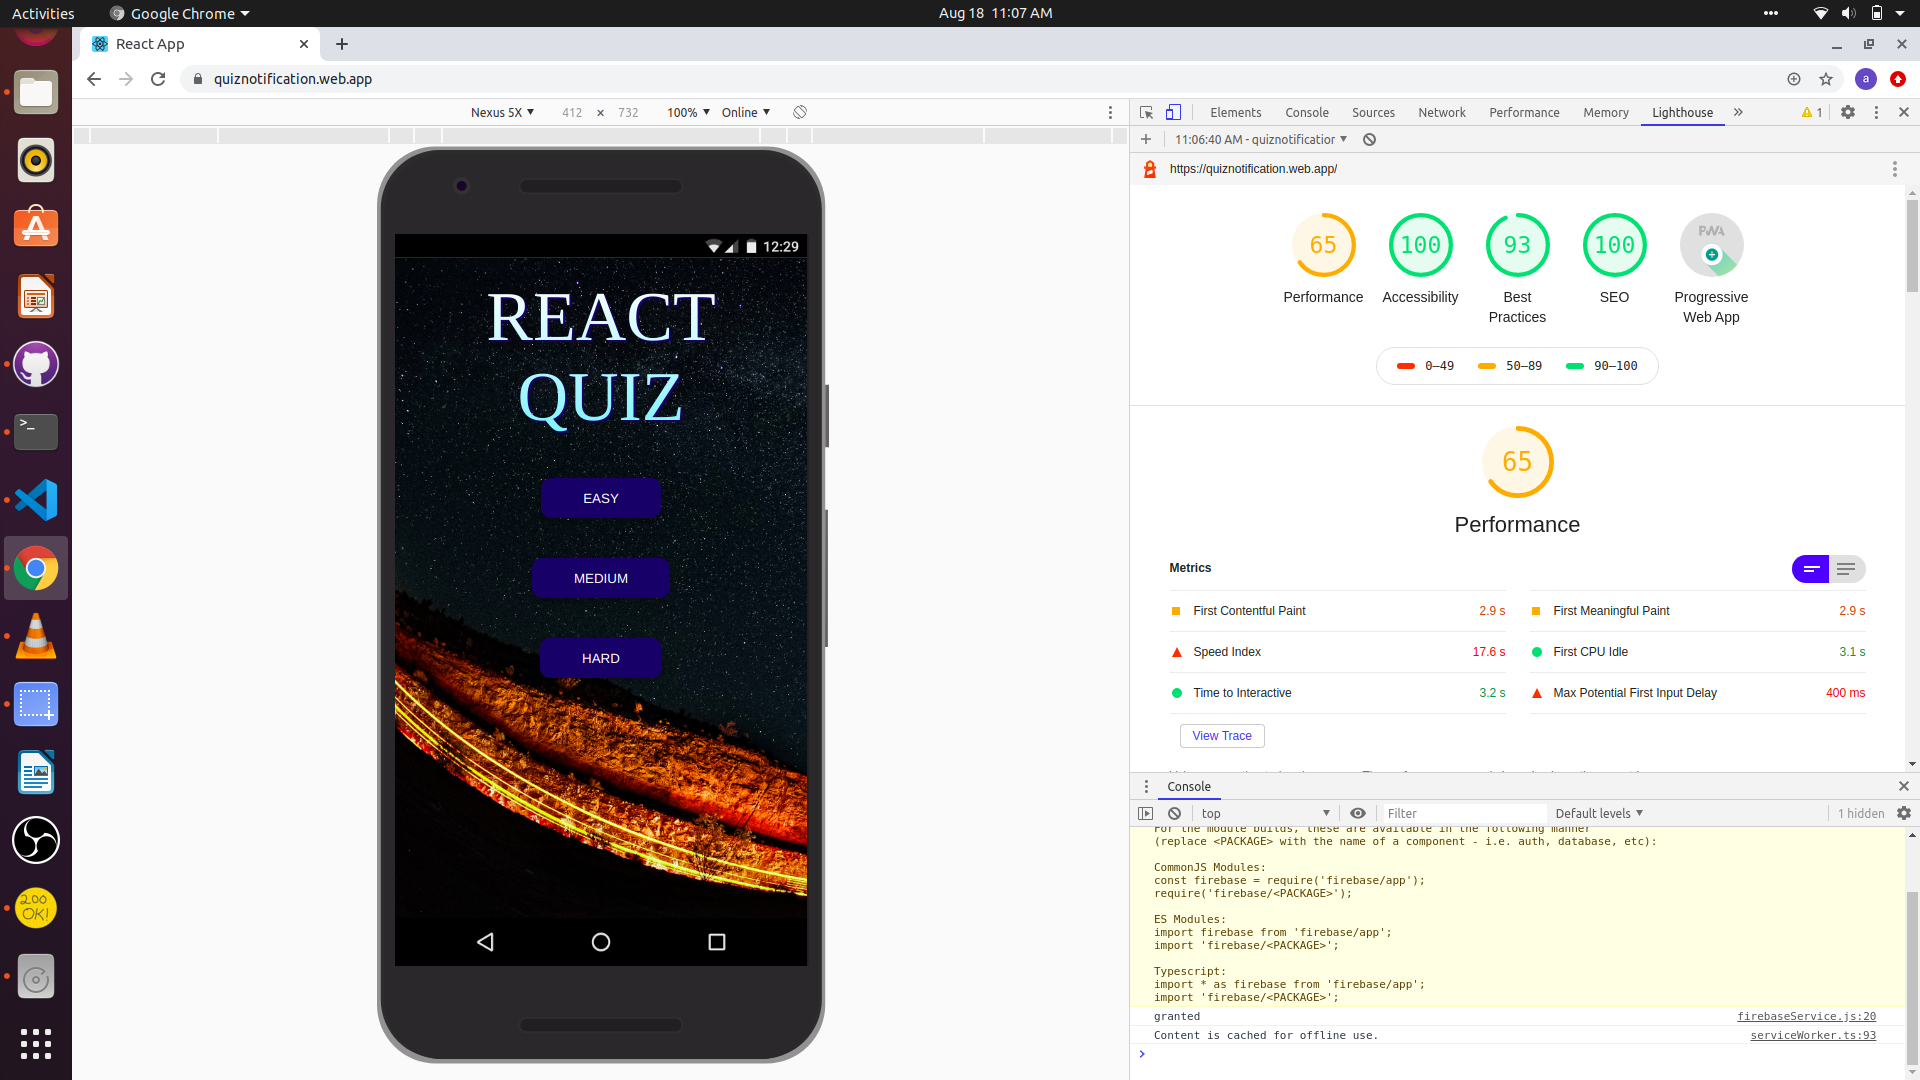 Activities
Google Chrome
Aug 18 11:07 AM
React App
quiznotification.web.app
a
Nexus 5X
412 × 732
100%
Online
Elements Console Sources Network Performance Memory Lighthouse
1
11:06:40 AM - quiznotification
https://quiznotification.web.app/
12:29
REACT
QUIZ
EASY
MEDIUM
HARD
65 100 93 100 PWA
Performance Accessibility Best Practices SEO Progressive Web App
0–49 50–89 90–100
65
Performance
Metrics
First Contentful Paint 2.9 s
First Meaningful Paint 2.9 s
Speed Index 17.6 s
First CPU Idle 3.1 s
Time to Interactive 3.2 s
Max Potential First Input Delay 400 ms
View Trace
Console
top
Filter
Default levels
1 hidden
For the module builds, these are available in the following manner
(replace <PACKAGE> with the name of a component - i.e. auth, database, etc):
CommonJS Modules:
const firebase = require('firebase/app');
require('firebase/<PACKAGE>');
ES Modules:
import firebase from 'firebase/app';
import 'firebase/<PACKAGE>';
Typescript:
import * as firebase from 'firebase/app';
import 'firebase/<PACKAGE>';
granted firebaseService.js:20
Content is cached for offline use. serviceWorker.ts:93
200
OK!